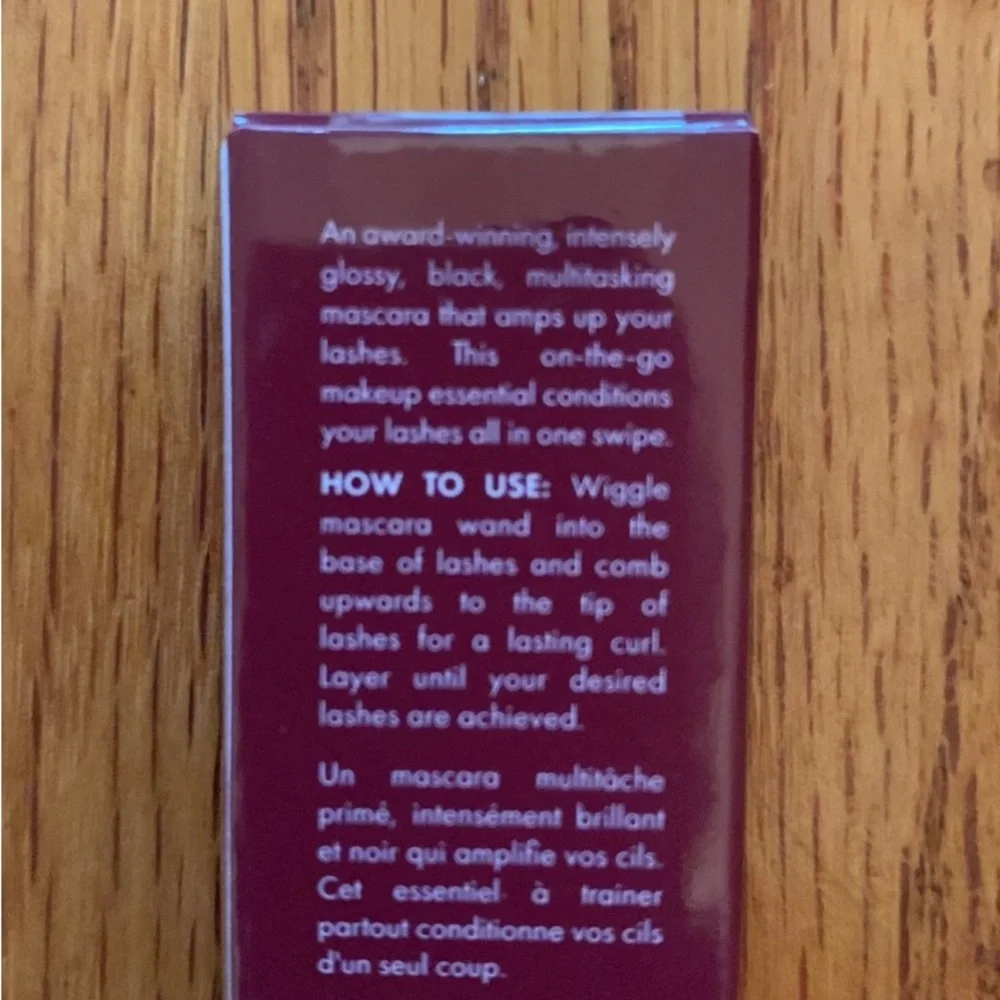 An award-winning, intensely
glossy, black, multitasking
mascara that amps up your
lashes. This on-the-go
makeup essential conditions
your lashes all in one swipe.
HOW TO USE: Wiggle
mascara wand into the
base of lashes and comb
upwards to the tip of
lashes for a lasting curl.
Layer until your desired
lashes are achieved.
Un mascara multitâche
primé, intensément brillant
et noir qui amplifie vos cils.
Cet essentiel à trainer
partout conditionne vos cils
d'un seul coup.